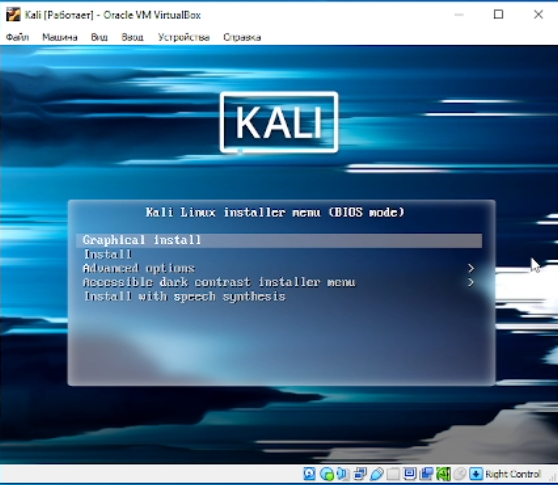 Kali [Работает] - Oracle VM VirtualBox
Файл Машина Вид Ввод Устройства Справка
KALI
Kali Linux installer menu (BIOS mode)
Graphical install
Install
Advanced options >
Accessible dark contrast installer menu >
Install with speech synthesis
Right Control